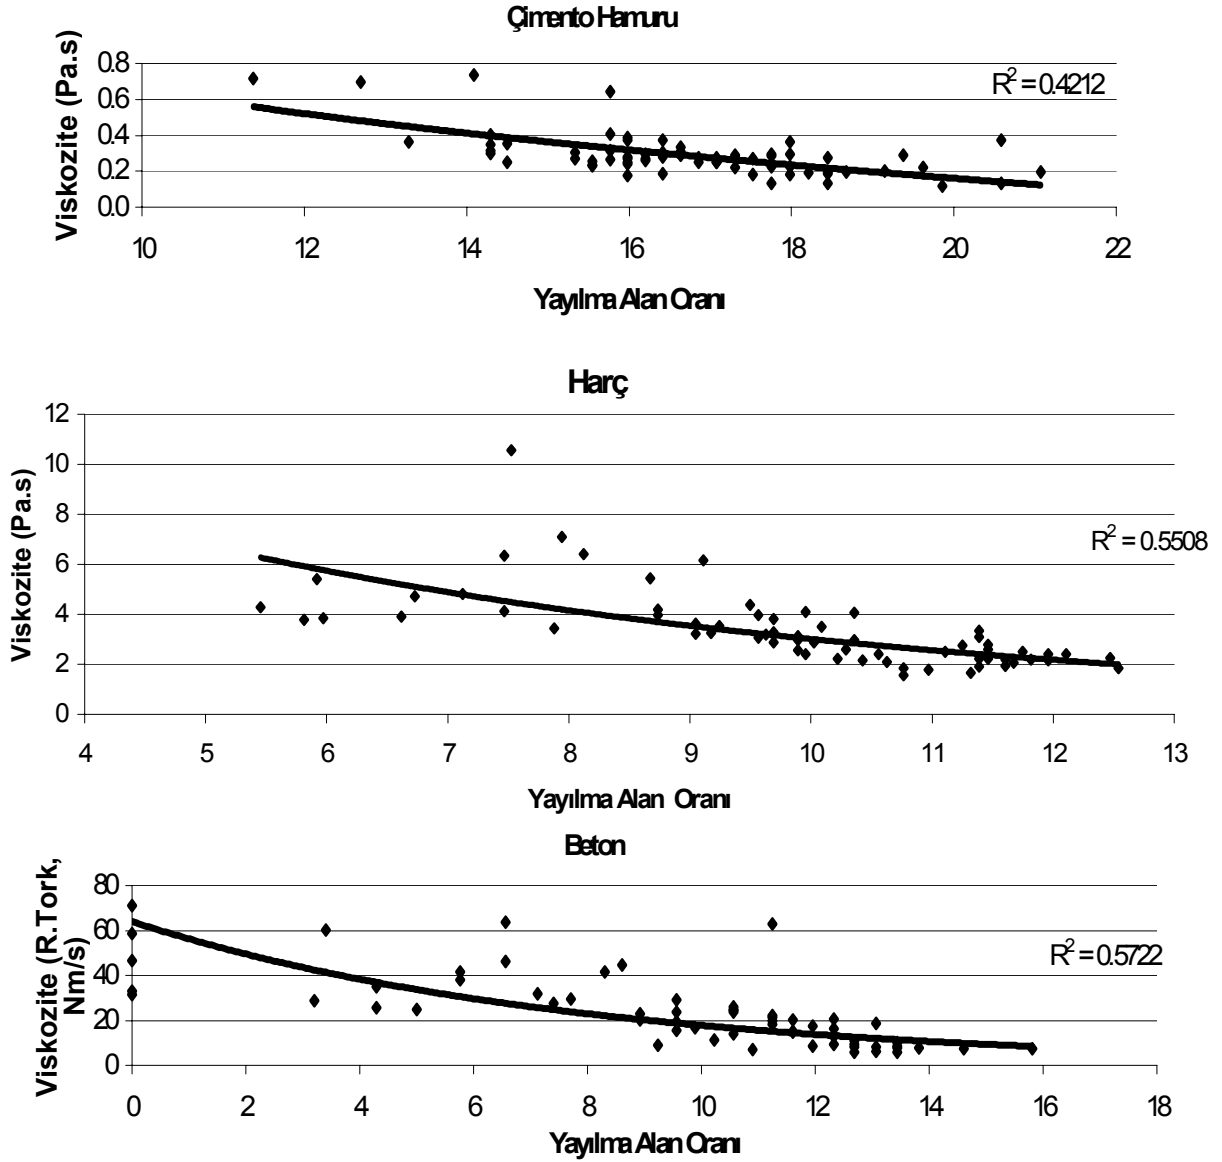 Çimento Hamuru
Viskozite (Pa.s)
0.8
0.6
0.4
0.2
0.0
R² = 0.4212
10 12 14 16 18 20 22
Yayılma Alan Oranı
Harç
Viskozite (Pa.s)
12
10
8
6
4
2
0
R² = 0.5508
4 5 6 7 8 9 10 11 12 13
Yayılma Alan Oranı
Beton
Viskozite (R.Tork,
Nm/s)
80
60
40
20
0
R² = 0.5722
0 2 4 6 8 10 12 14 16 18
Yayılma Alan Oranı